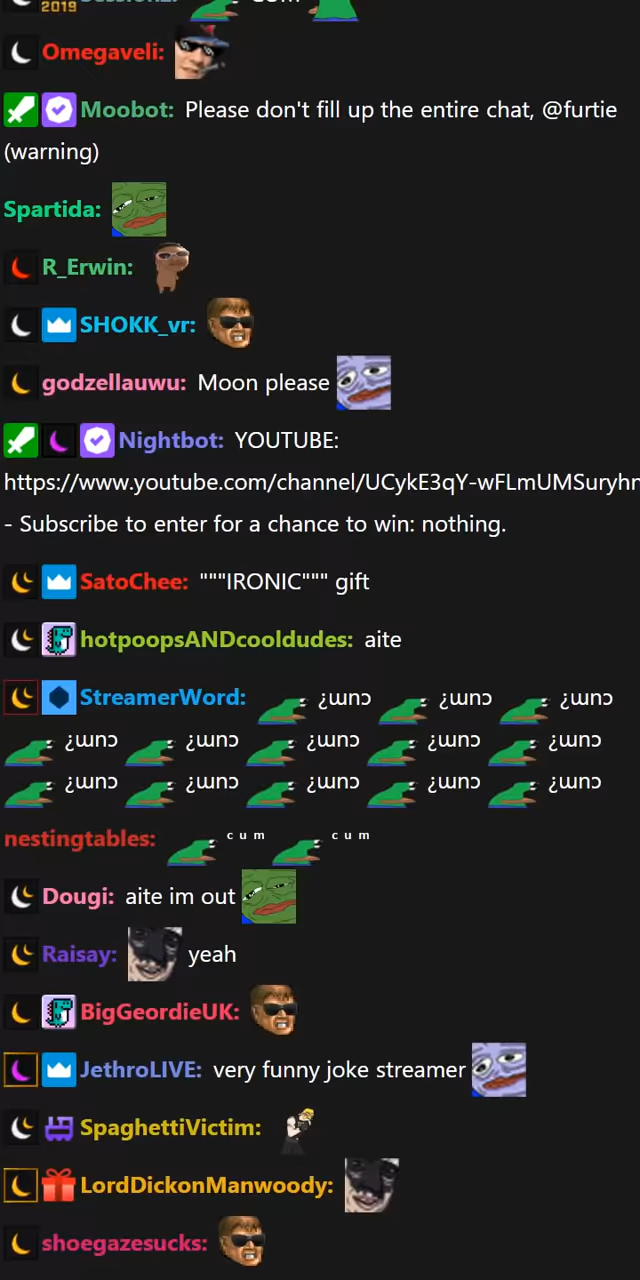 2019
Omegaveli:
Moobot: Please don't fill up the entire chat, @furtie
(warning)
Spartida:
R_Erwin:
SHOKK_vr:
godzellauwu: Moon please
Nightbot: YOUTUBE:
https://www.youtube.com/channel/UCykE3qY-wFLmUMSuryhn
- Subscribe to enter for a chance to win: nothing.
SatoChee: """IRONIC""" gift
hotpoopsANDcooldudes: aite
StreamerWord: ¿ɯnɔ ¿ɯnɔ ¿ɯnɔ
¿ɯnɔ ¿ɯnɔ ¿ɯnɔ ¿ɯnɔ ¿ɯnɔ
¿ɯnɔ ¿ɯnɔ ¿ɯnɔ ¿ɯnɔ ¿ɯnɔ
nestingtables: ᶜ ᵘ ᵐ ᶜ ᵘ ᵐ
Dougi: aite im out
Raisay: yeah
BigGeordieUK:
JethroLIVE: very funny joke streamer
SpaghettiVictim:
LordDickonManwoody:
shoegazesucks: